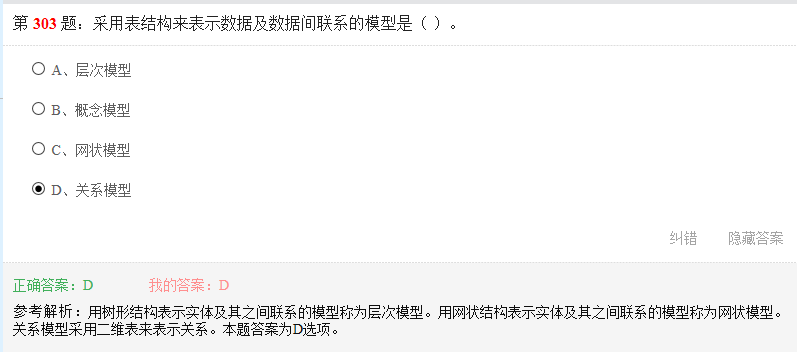 第 303 题：采用表结构来表示数据及数据间联系的模型是（ ）。
A、层次模型
B、概念模型
C、网状模型
D、关系模型
纠错 隐藏答案
正确答案：D 我的答案：D
参考解析：用树形结构表示实体及其之间联系的模型称为层次模型。用网状结构表示实体及其之间联系的模型称为网状模型。
关系模型采用二维表来表示关系。本题答案为D选项。